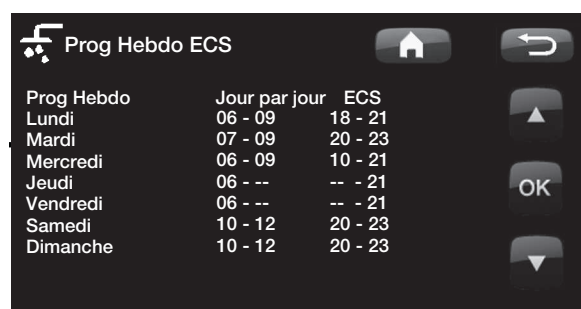 Prog Hebdo ECS
Prog Hebdo Jour par jour ECS
Lundi 06 - 09 18 - 21
Mardi 07 - 09 20 - 23
Mercredi 06 - 09 10 - 21
Jeudi 06 - -- -- - 21
Vendredi 06 - -- -- - 21
Samedi 10 - 12 20 - 23
Dimanche 10 - 12 20 - 23
OK